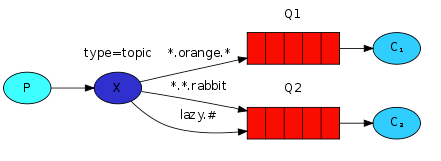 Q1
type=topic
*.orange.*
C₁
P
X
*.*.rabbit
Q2
lazy.#
C₂